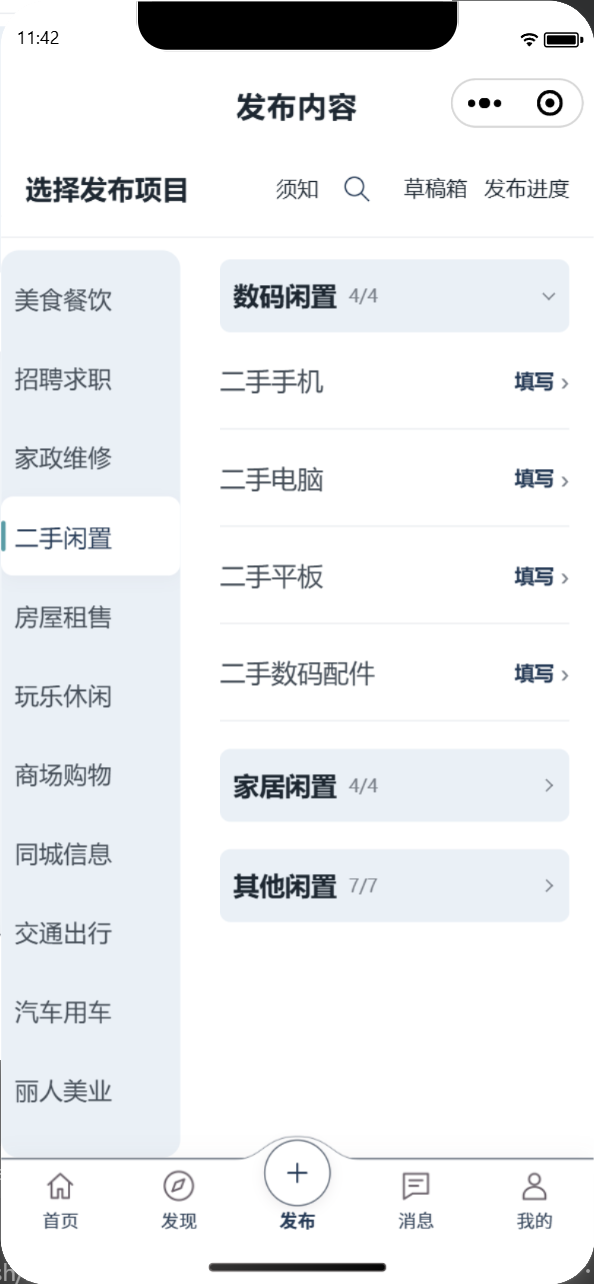 11:42
发布内容
选择发布项目 须知 草稿箱 发布进度
美食餐饮
招聘求职
家政维修
二手闲置
房屋租售
玩乐休闲
商场购物
同城信息
交通出行
汽车用车
丽人美业
数码闲置 4/4
二手手机 填写
二手电脑 填写
二手平板 填写
二手数码配件 填写
家居闲置 4/4
其他闲置 7/7
首页 发现 发布 消息 我的